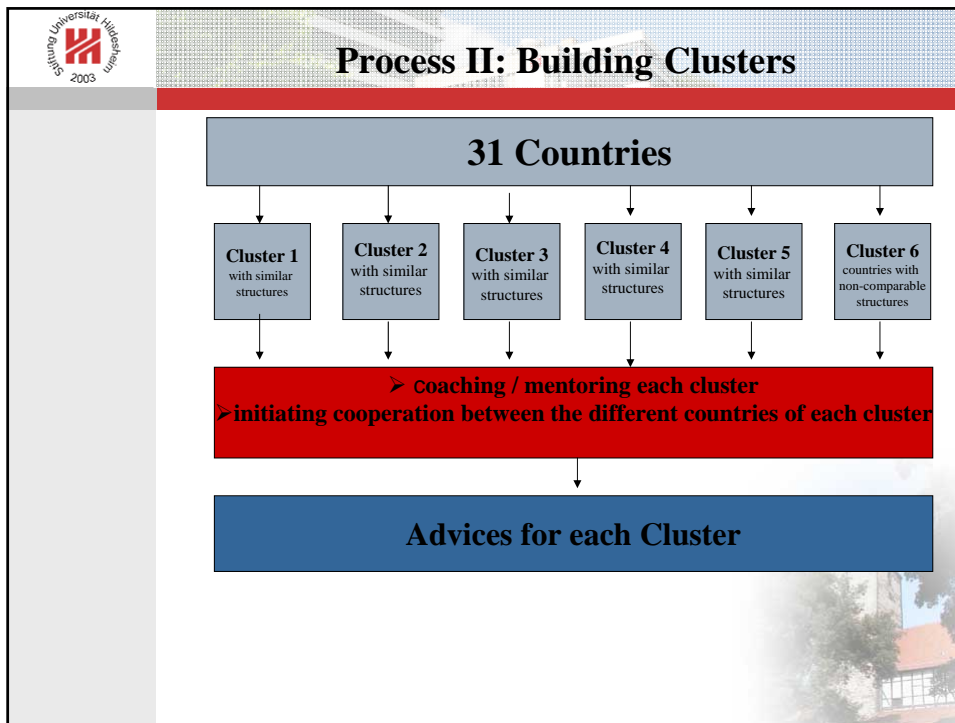 Stiftung Universität Hildesheim
2003
Process II: Building Clusters
31 Countries
Cluster 1
with similar
structures
Cluster 2
with similar
structures
Cluster 3
with similar
structures
Cluster 4
with similar
structures
Cluster 5
with similar
structures
Cluster 6
countries with
non-comparable
structures
➢ coaching / mentoring each cluster
➢initiating cooperation between the different countries of each cluster
Advices for each Cluster